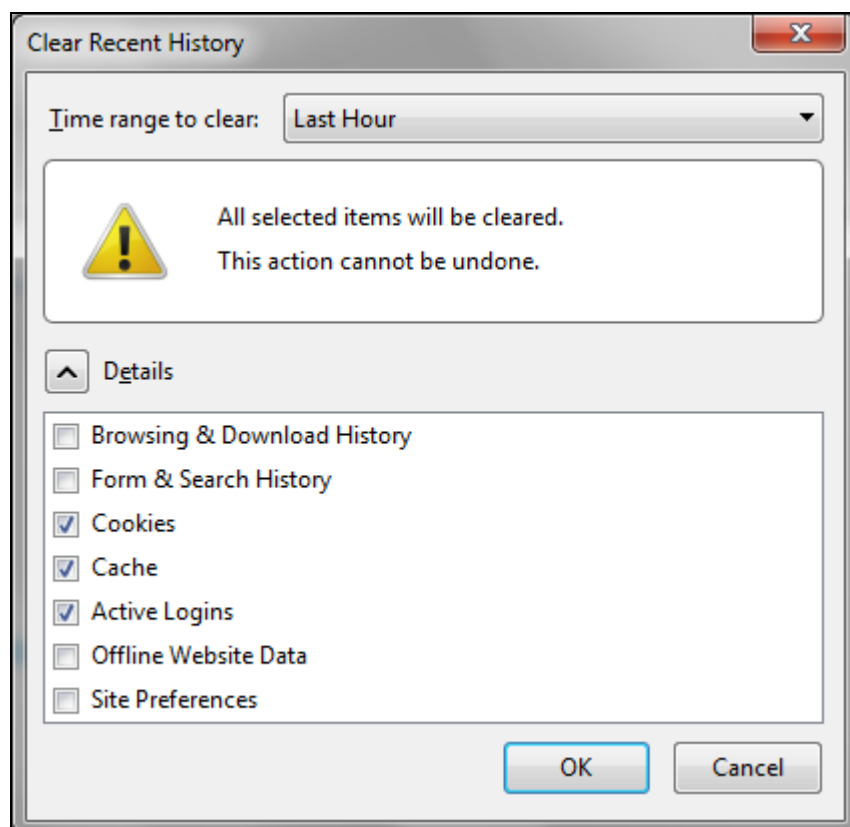 Clear Recent History
Time range to clear: Last Hour
All selected items will be cleared.
This action cannot be undone.
Details
Browsing & Download History
Form & Search History
Cookies
Cache
Active Logins
Offline Website Data
Site Preferences
OK Cancel